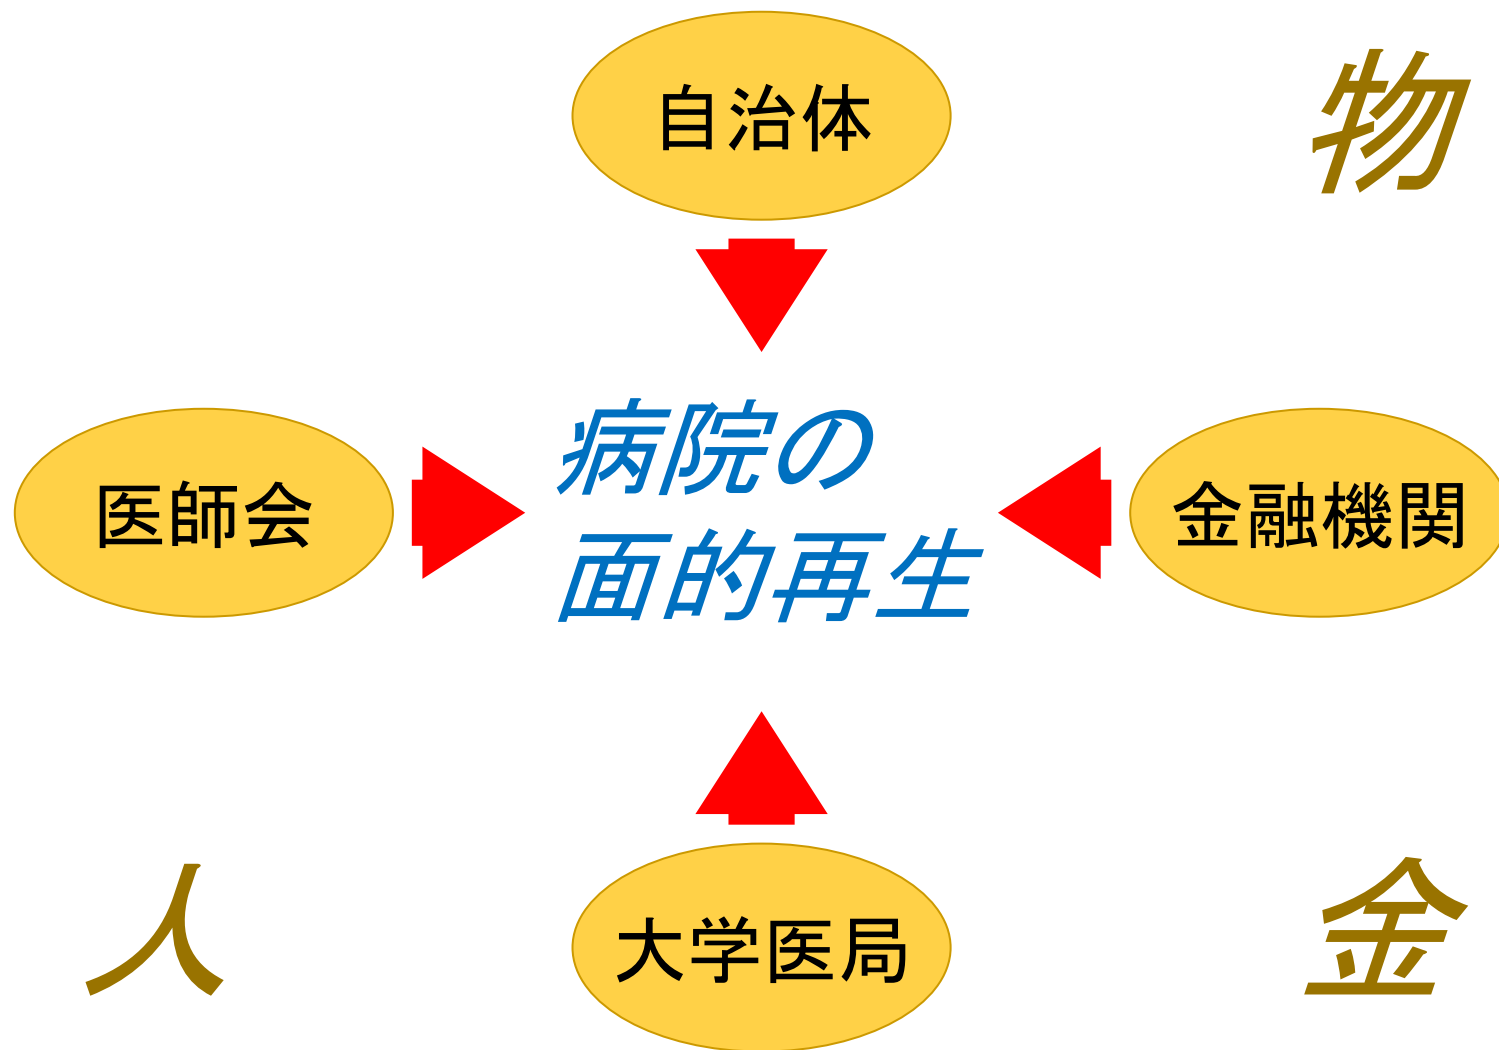 自治体
物
病院の
医師会
金融機関
面的再生
人
大学医局
金